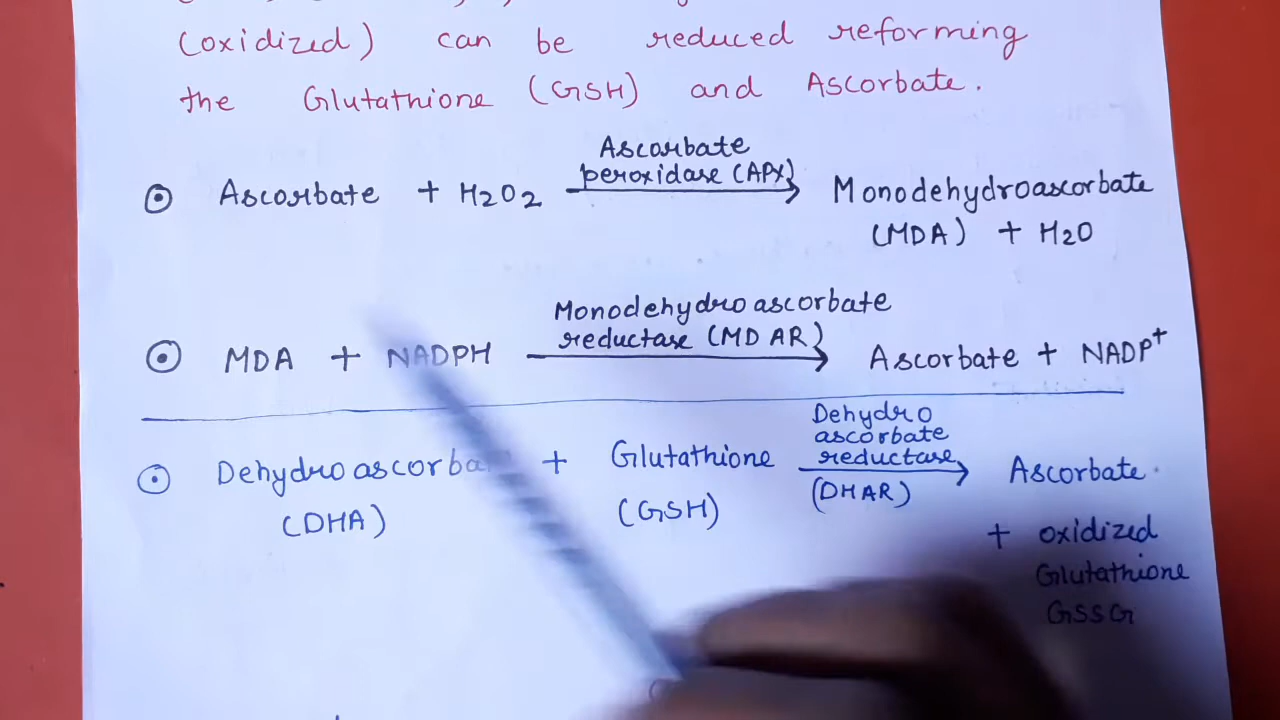 (oxidized) can be reduced reforming
the Glutathione (GSH) and Ascorbate.
Ascorbate + H2O2
Ascorbate
peroxidase (APX)
Monodehydroascorbate
(MDA) + H2O
MDA + NADPH
Monodehydroascorbate
reductase (MDAR)
Ascorbate + NADP+
+ Glutathione
(DHA)
(GSH)
Dehydro
ascorbate
reductase
(DHAR)
Ascorbate
+ oxidized
Glutathione
GSSG